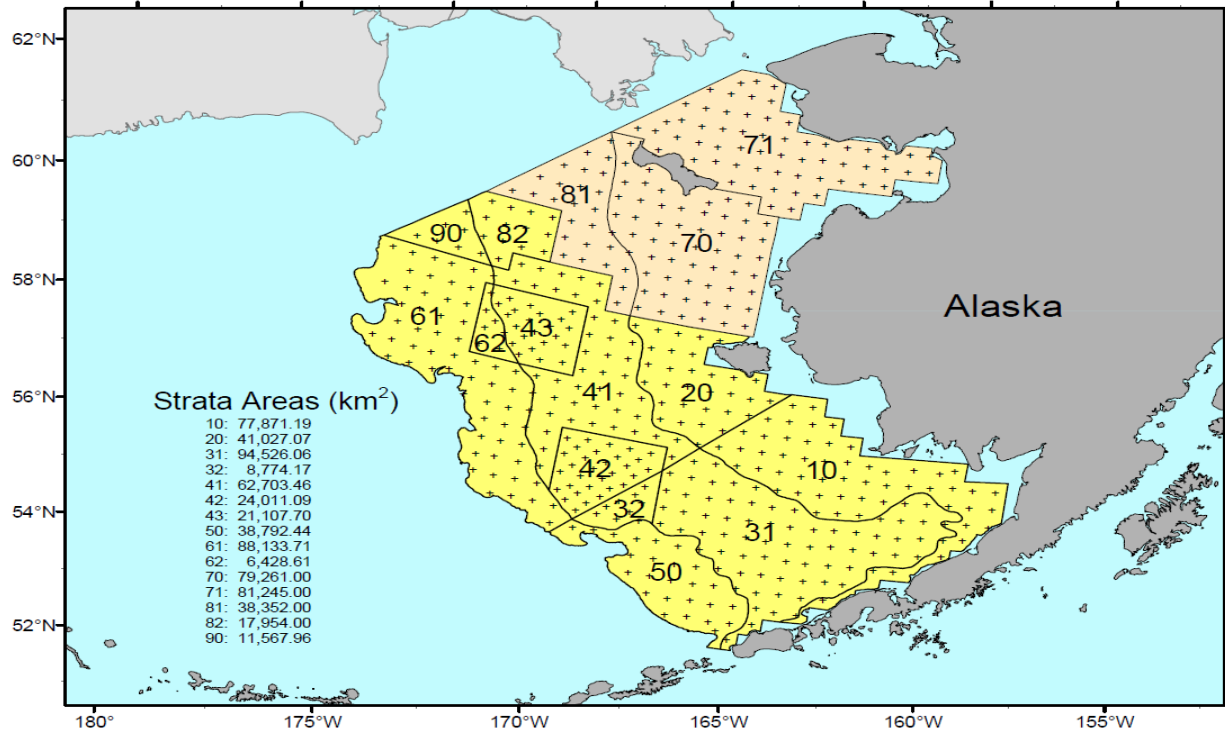 62°N
71
60°N
81
90
82
70
58°N
61
43
Alaska
62
56°N
41
20
Strata Areas (km²)
10: 77,871.19
20: 41,027.07
31: 94,526.06
32: 8,774.17
41: 62,703.46
42: 24,011.09
43: 21,107.70
50: 38,792.44
61: 88,133.71
62: 6,428.61
70: 79,261.00
71: 81,245.00
81: 38,352.00
82: 17,954.00
90: 11,567.96
42
10
54°N
32
31
50
52°N
180°
175°W
170°W
165°W
160°W
155°W